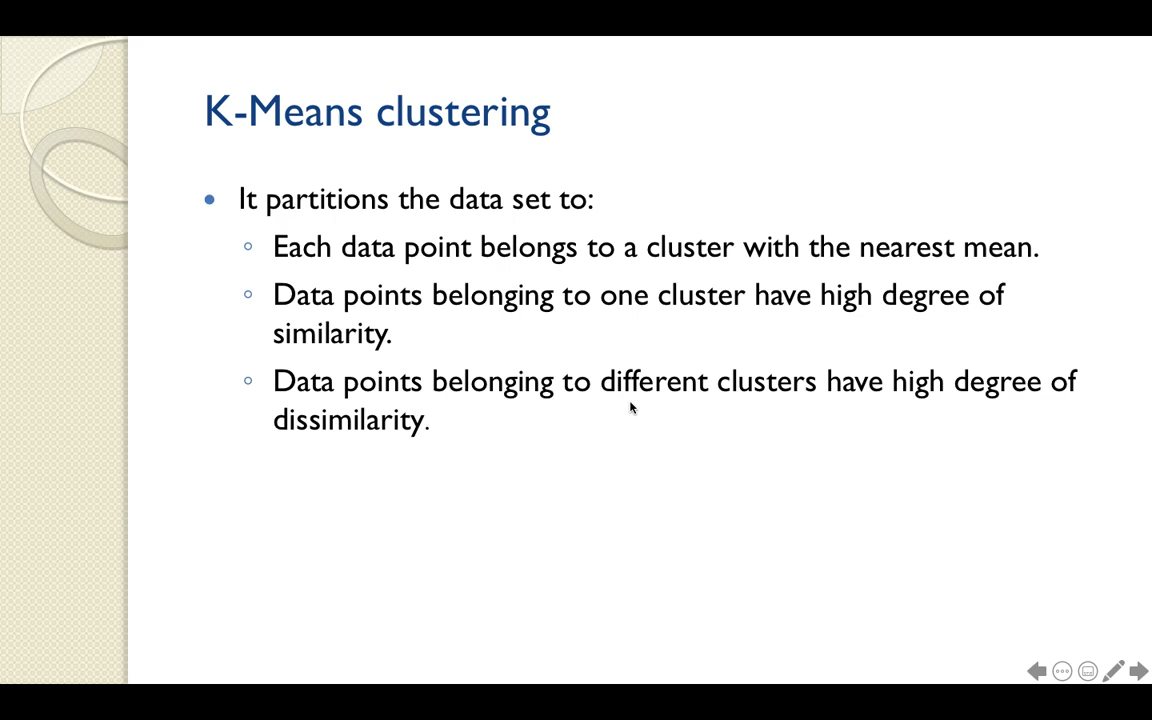 K-Means clustering
It partitions the data set to:
Each data point belongs to a cluster with the nearest mean.
Data points belonging to one cluster have high degree of
similarity.
Data points belonging to different clusters have high degree of
dissimilarity.